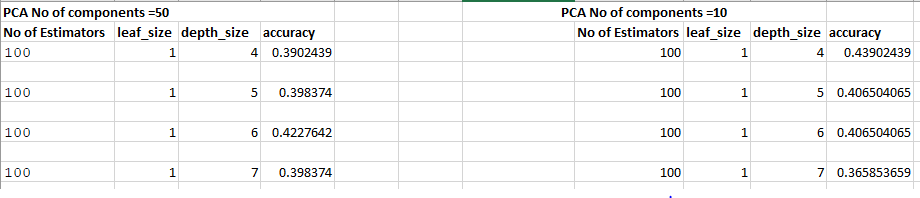 PCA No of components =50 PCA No of components =10
No of Estimators leaf_size depth_size accuracy No of Estimators leaf_size depth_size accuracy
100 1 4 0.3902439 100 1 4 0.43902439
100 1 5 0.398374 100 1 5 0.406504065
100 1 6 0.4227642 100 1 6 0.406504065
100 1 7 0.398374 100 1 7 0.365853659